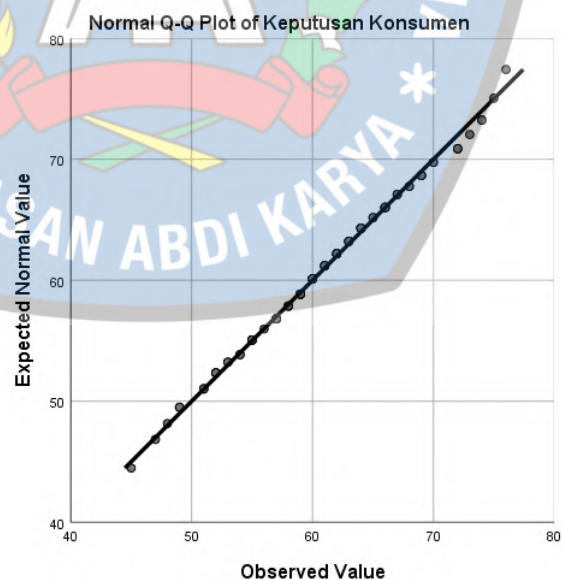 Normal Q-Q Plot of Keputusan Konsumen
80
70
60
50
40
Expected Normal Value
40 50 60 70 80
Observed Value
ABDI KARYA *